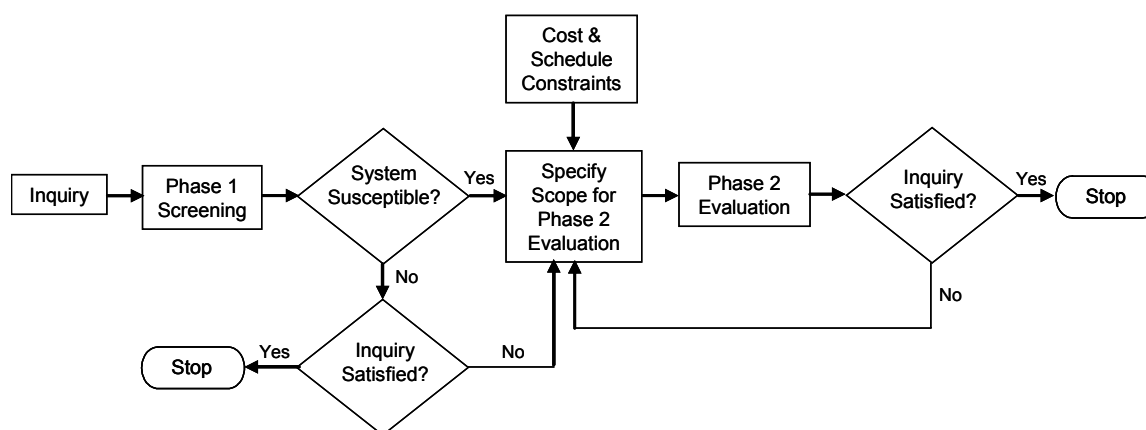 Cost &
Schedule
Constraints
Inquiry
Phase 1
Screening
System
Susceptible?
Yes
Specify
Scope for
Phase 2
Evaluation
Phase 2
Evaluation
Inquiry
Satisfied?
Yes
Stop
No
No
Stop
Yes
Inquiry
Satisfied?
No